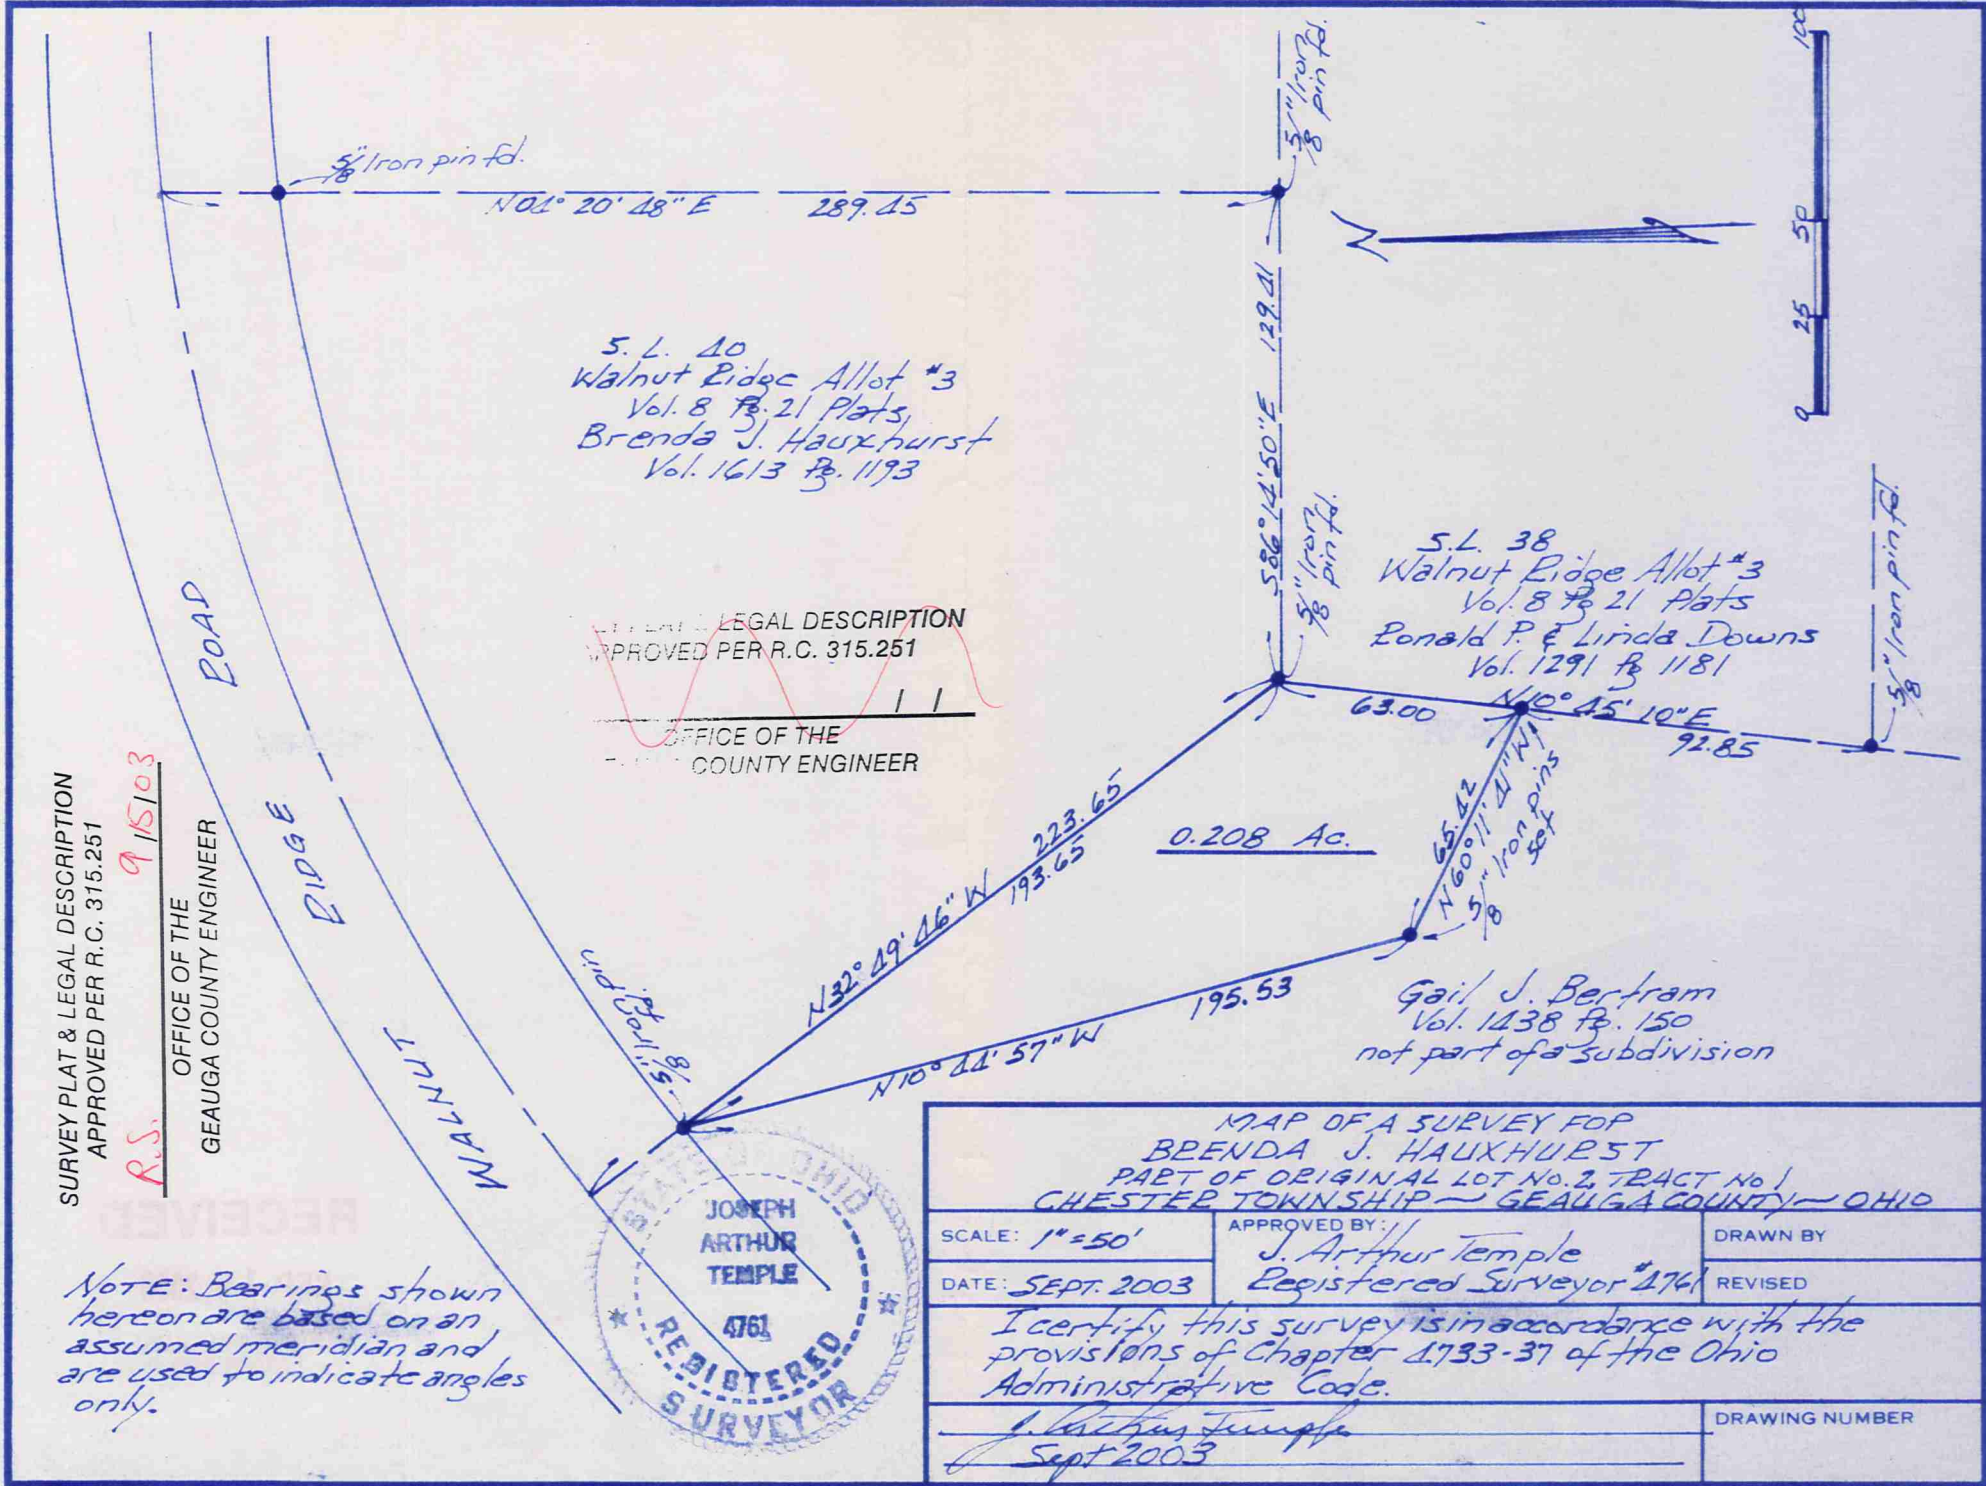 5/8" Iron pin fd.
N04° 20' 48" E 289.45
5/8" Iron
pin fd.
N
100
50
25
0
S86° 14' 50" E 129.41
5/8" Iron
pin fd.
S.L. 40
Walnut Ridge Allot #3
Vol. 8 Pg. 21 Plats,
Brenda J. Hauxhurst
Vol. 1613 Pg. 1193
S.L. 38
Walnut Ridge Allot #3
Vol. 8 Pg 21 Plats
Ronald P. & Linda Downs
Vol. 1291 Pg 1181
63.00 N10° 45' 10" E
92.85
5/8" Iron pin fd.
LEGAL DESCRIPTION
APPROVED PER R.C. 315.251
/ /
OFFICE OF THE
COUNTY ENGINEER
WALNUT RIDGE ROAD
SURVEY PLAT & LEGAL DESCRIPTION
APPROVED PER R.C. 315.251
R.S. 9/15/03
OFFICE OF THE
GEAUGA COUNTY ENGINEER
N32° 49' 46" W 223.65
193.65
0.208 Ac.
65.42
N60° 11' 41" W
5/8" Iron pins
set
N10° 44' 57" W 195.53
5/8" Iron pin
fd.
Gail J. Bertram
Vol. 1438 Pg. 150
not part of a subdivision
RECEIVED
NOTE: Bearings shown
hereon are based on an
assumed meridian and
are used to indicate angles
only.
STATE OF OHIO
JOSEPH
ARTHUR
TEMPLE
4761
REGISTERED
SURVEYOR
MAP OF A SURVEY FOR
BRENDA J. HAUXHURST
PART OF ORIGINAL LOT NO. 2, TRACT NO 1
CHESTER TOWNSHIP — GEAUGA COUNTY — OHIO
SCALE: 1"=50'
APPROVED BY:
J. Arthur Temple
Registered Surveyor #4761
DRAWN BY
DATE: SEPT. 2003
REVISED
I certify this survey is in accordance with the
provisions of Chapter 4733-37 of the Ohio
Administrative Code.
J. Arthur Temple
Sept 2003
DRAWING NUMBER